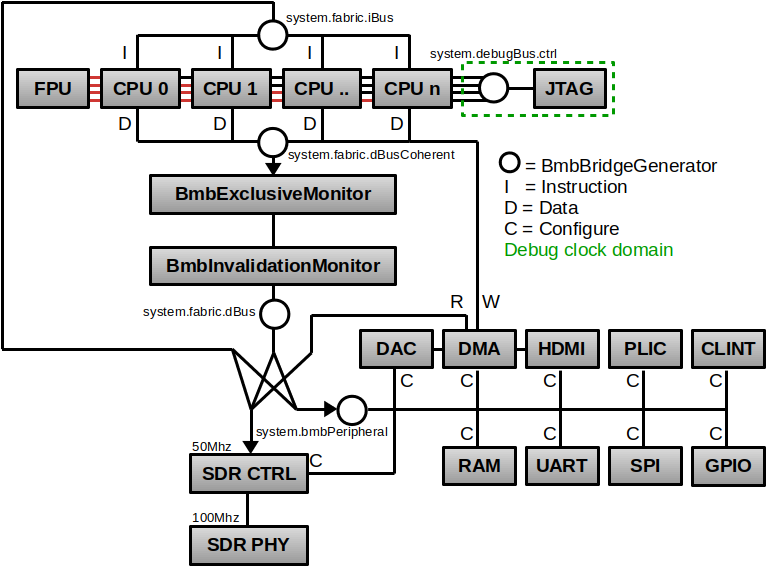 system.fabric.iBus
I I I I
system.debugBus.ctrl
FPU CPU 0 CPU 1 CPU .. CPU n JTAG
D D D D
system.fabric.dBusCoherent
= BmbBridgeGenerator
I = Instruction
D = Data
C = Configure
Debug clock domain
BmbExclusiveMonitor
BmbInvalidationMonitor
system.fabric.dBus
R W
DAC DMA HDMI PLIC CLINT
C C C C C
system.bmbPeripheral
C C C C
50Mhz
SDR CTRL C
RAM UART SPI GPIO
100Mhz
SDR PHY